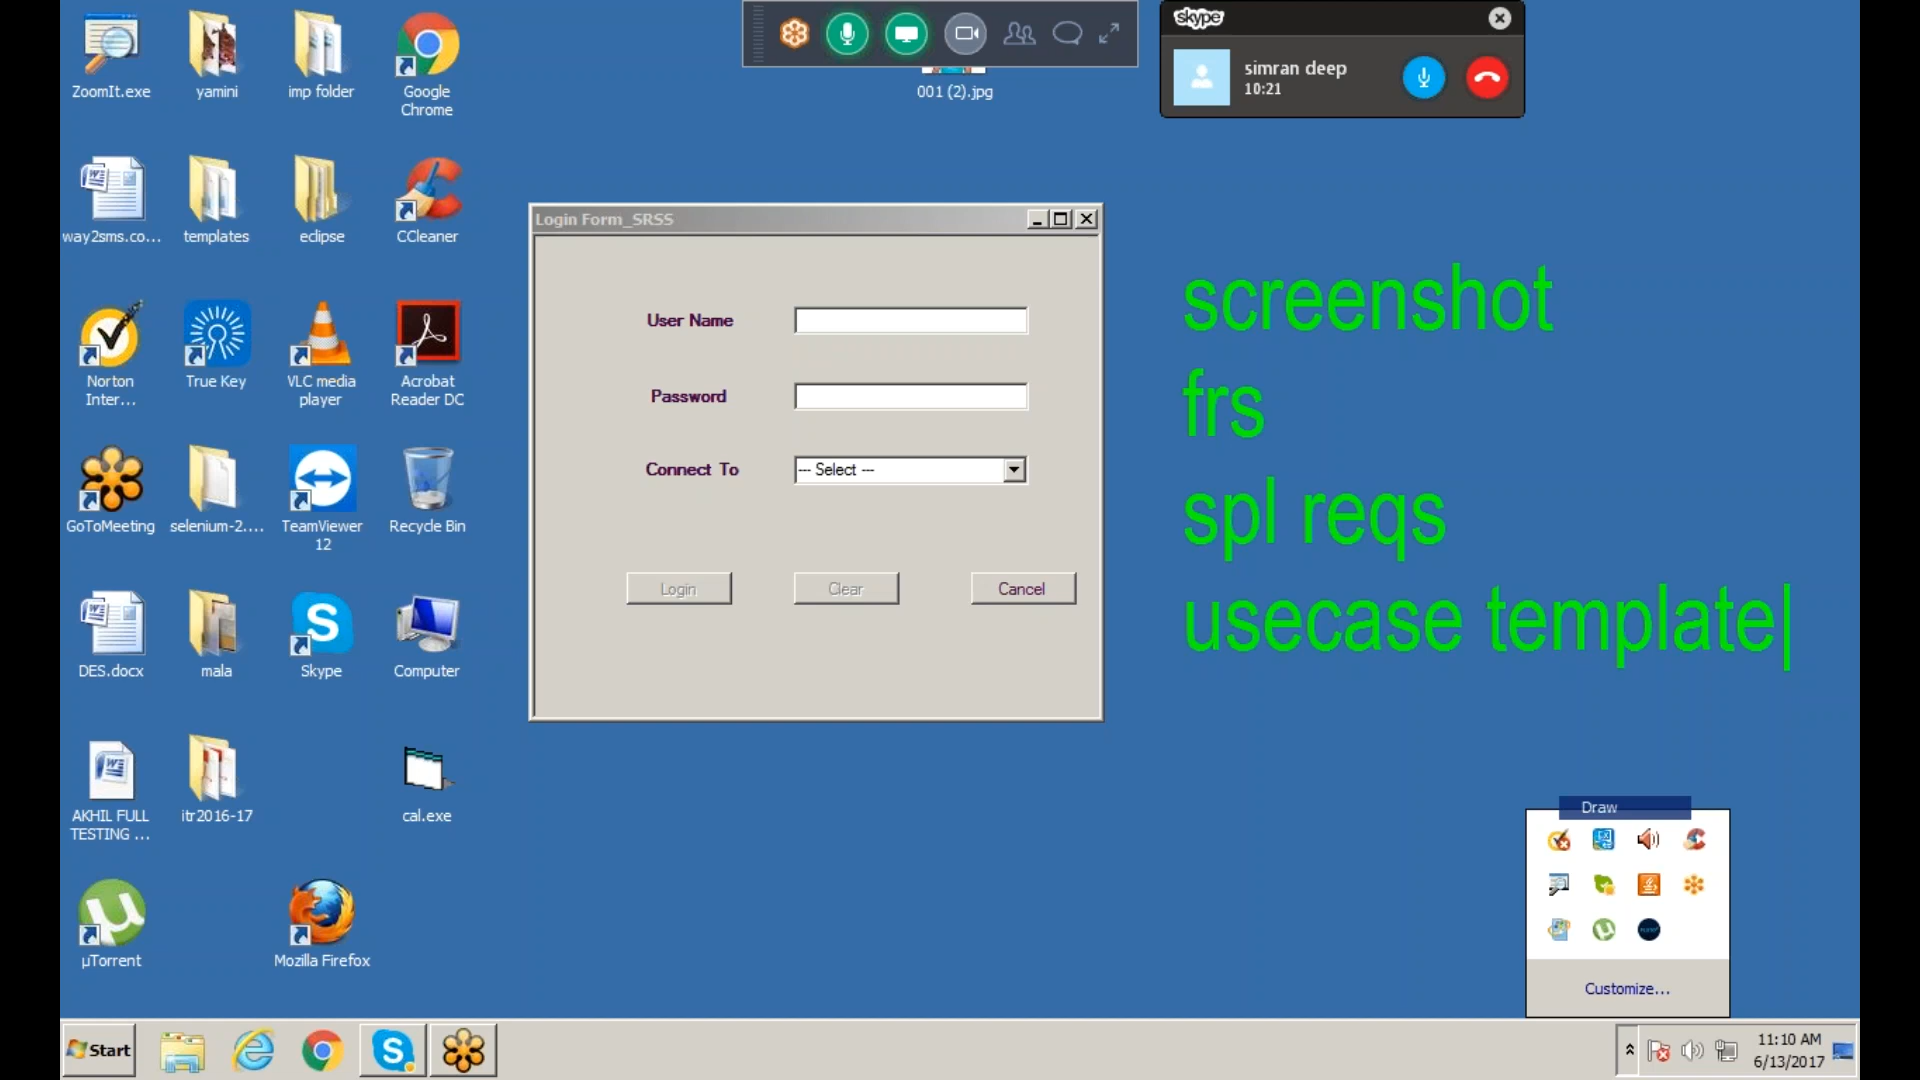 ZoomIt.exe
yamini
imp folder
Google
Chrome
001 (2).jpg
skype
simran deep
10:21
way2sms.co...
templates
eclipse
CCleaner
Login Form_SRSS
User Name
Password
Connect To
--- Select ---
Login
Clear
Cancel
screenshot
frs
spl reqs
usecase template
Norton
Inter...
True Key
VLC media
player
Acrobat
Reader DC
GoToMeeting
selenium-2....
TeamViewer
12
Recycle Bin
DES.docx
mala
Skype
Computer
AKHIL FULL
TESTING ...
itr2016-17
cal.exe
µTorrent
Mozilla Firefox
Draw
Customize...
Start
11:10 AM
6/13/2017